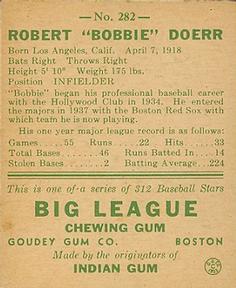 No. 282
ROBERT "BOBBIE" DOERR
Born Los Angeles, Calif. April 7, 1918
Bats Right Throws Right
Height 5' 10" Weight 175 lbs.
Position INFIELDER
"Bobbie" began his professional baseball career
with the Hollywood Club in 1934. He entered
the majors in 1937 with the Boston Red Sox with
which team he is now playing.
His one year major league record is as follows:
Games 55 Runs 22 Hits 33
Total Bases 46 Runs Batted In 14
Stolen Bases 2 Batting Average 224
This is one of a series of 312 Baseball Stars
BIG LEAGUE
CHEWING GUM
GOUDEY GUM CO. BOSTON
Made by the originators of
INDIAN GUM